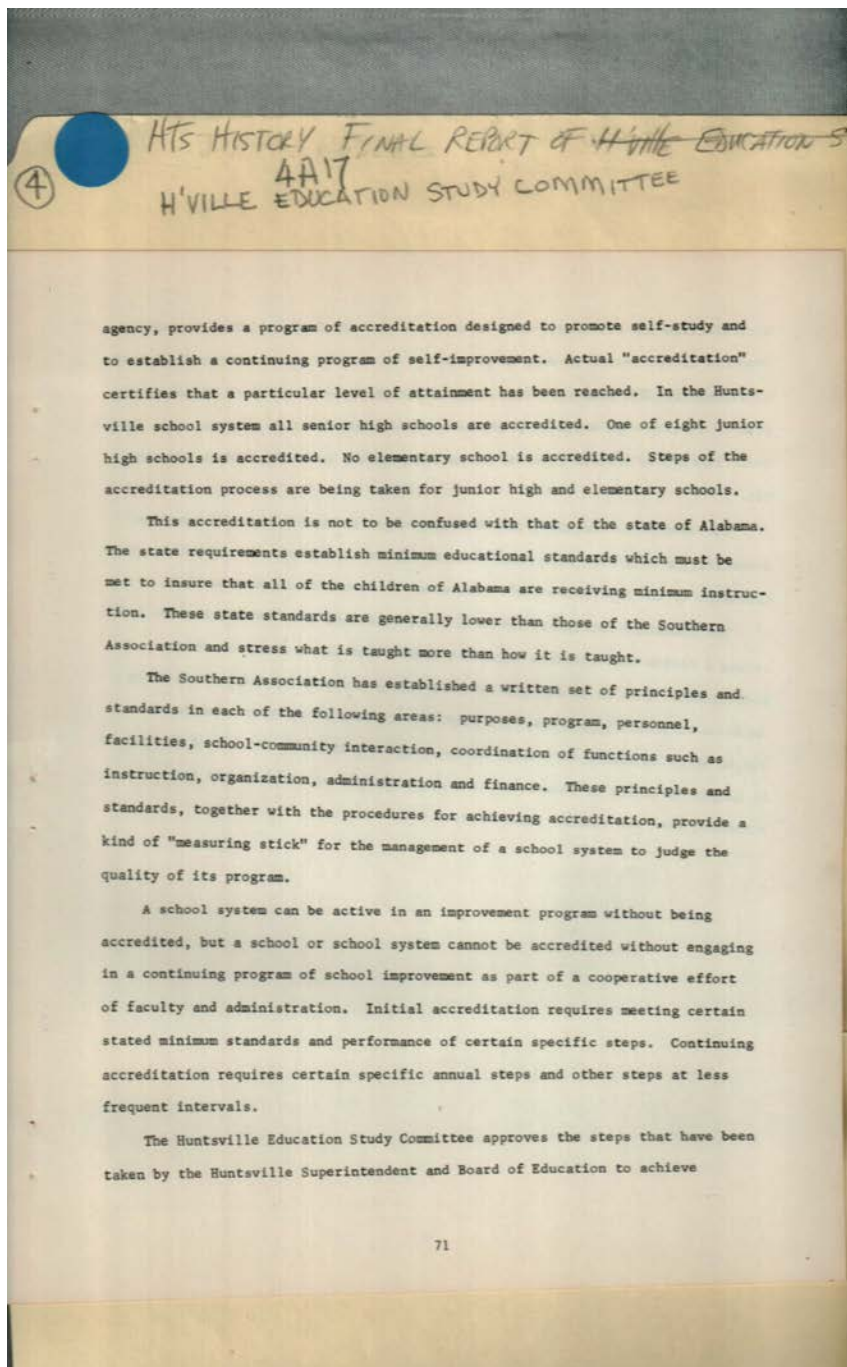 HTS HISTORY FINAL REPORT OF H'VILLE EDUCATION S
4A17
④
H'VILLE EDUCATION STUDY COMMITTEE
agency, provides a program of accreditation designed to promote self-study and
to establish a continuing program of self-improvement. Actual "accreditation"
certifies that a particular level of attainment has been reached. In the Hunts-
ville school system all senior high schools are accredited. One of eight junior
high schools is accredited. No elementary school is accredited. Steps of the
accreditation process are being taken for junior high and elementary schools.
This accreditation is not to be confused with that of the state of Alabama.
The state requirements establish minimum educational standards which must be
met to insure that all of the children of Alabama are receiving minimum instruc-
tion. These state standards are generally lower than those of the Southern
Association and stress what is taught more than how it is taught.
The Southern Association has established a written set of principles and
standards in each of the following areas: purposes, program, personnel,
facilities, school-community interaction, coordination of functions such as
instruction, organization, administration and finance. These principles and
standards, together with the procedures for achieving accreditation, provide a
kind of "measuring stick" for the management of a school system to judge the
quality of its program.
A school system can be active in an improvement program without being
accredited, but a school or school system cannot be accredited without engaging
in a continuing program of school improvement as part of a cooperative effort
of faculty and administration. Initial accreditation requires meeting certain
stated minimum standards and performance of certain specific steps. Continuing
accreditation requires certain specific annual steps and other steps at less
frequent intervals.
The Huntsville Education Study Committee approves the steps that have been
taken by the Huntsville Superintendent and Board of Education to achieve
71